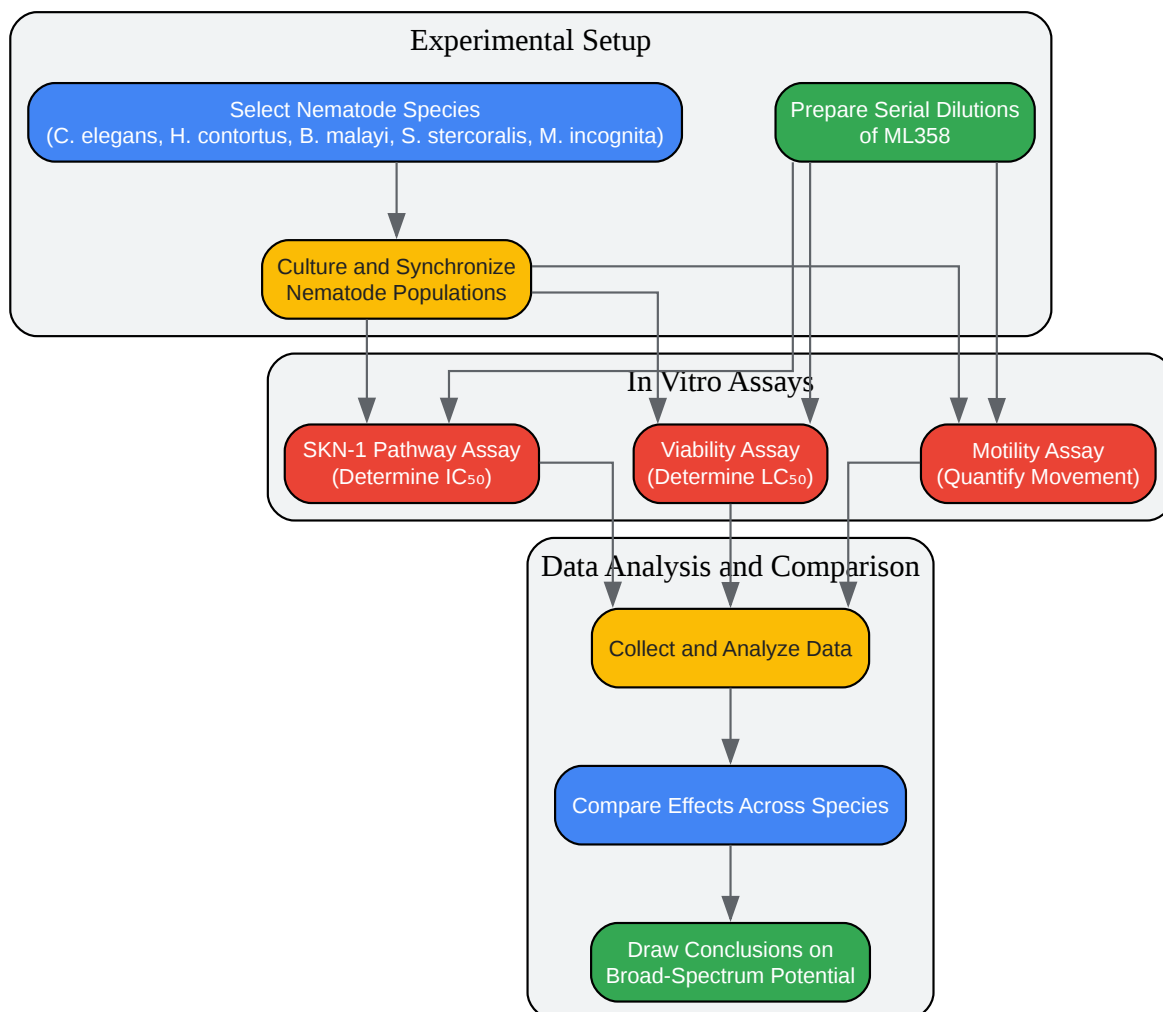 Experimental Setup
Select Nematode Species
(C. elegans, H. contortus, B. malayi, S. stercoralis, M. incognita)
Prepare Serial Dilutions
of ML358
Culture and Synchronize
Nematode Populations
In Vitro Assays
SKN-1 Pathway Assay
(Determine IC₅₀)
Viability Assay
(Determine LC₅₀)
Motility Assay
(Quantify Movement)
Data Analysis and Comparison
Collect and Analyze Data
Compare Effects Across Species
Draw Conclusions on
Broad-Spectrum Potential